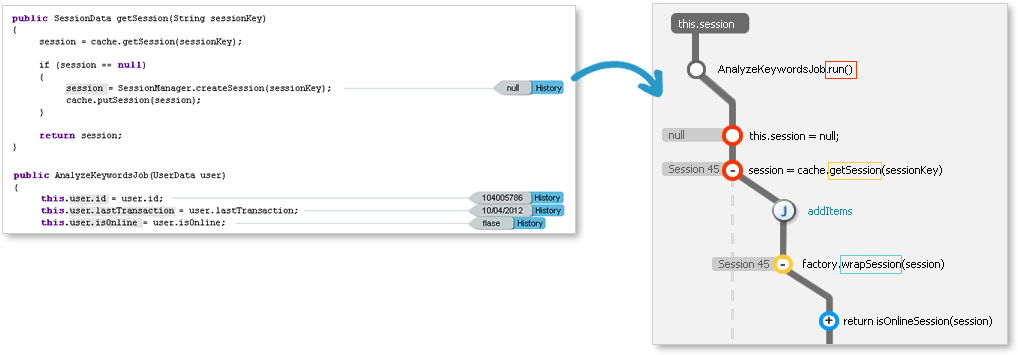 public SessionData getSession(String sessionKey)
{
session = cache.getSession(sessionKey);
if (session == null)
{
session = SessionManager.createSession(sessionKey); null History
cache.putSession(session);
}
return session;
}
public AnalyzeKeywordsJob(UserData user)
{
this.user.id = user.id; 104005786 History
this.user.lastTransaction = user.lastTransaction; 10/04/2012 History
this.user.isOnline = user.isOnline; flase History
this.session
AnalyzeKeywordsJob.run()
null this.session = null;
Session 45 - session = cache.getSession(sessionKey)
J addItems
Session 45 - factory.wrapSession(session)
+ return isOnlineSession(session)